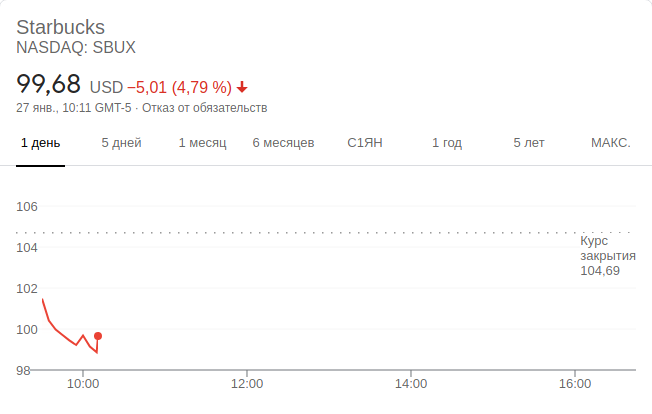 Starbucks
NASDAQ: SBUX
99,68 USD −5,01 (4,79 %)
27 янв., 10:11 GMT-5 · Отказ от обязательств
1 день 5 дней 1 месяц 6 месяцев С1ЯН 1 год 5 лет МАКС.
106
Курс
закрытия
104,69
104
102
100
98
10:00 12:00 14:00 16:00